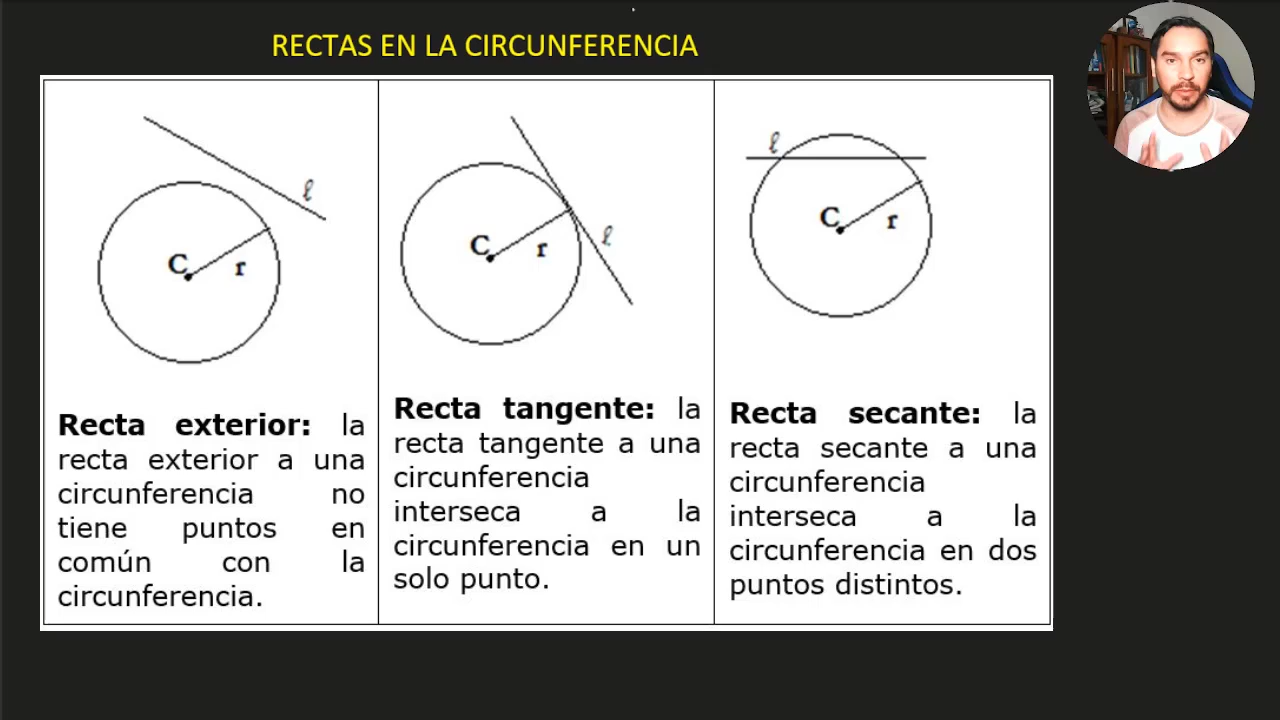 RECTAS EN LA CIRCUNFERENCIA
ℓ
C
r
Recta exterior: la
recta exterior a una
circunferencia no
tiene puntos en
común con la
circunferencia.
C
r
ℓ
Recta tangente: la
recta tangente a una
circunferencia
interseca a la
circunferencia en un
solo punto.
ℓ
C
r
Recta secante: la
recta secante a una
circunferencia
interseca a la
circunferencia en dos
puntos distintos.